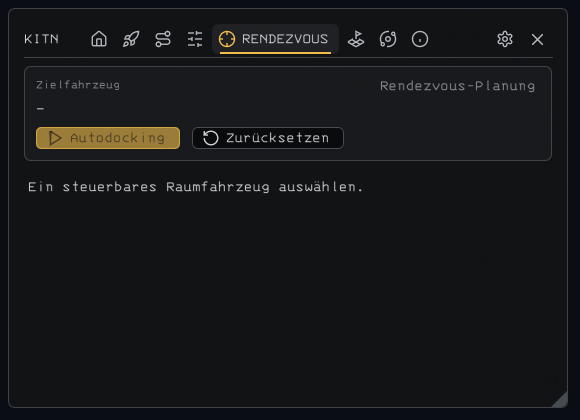 KITN RENDEZVOUS
Zielfahrzeug Rendezvous-Planung
–
Autodocking Zurücksetzen
Ein steuerbares Raumfahrzeug auswählen.